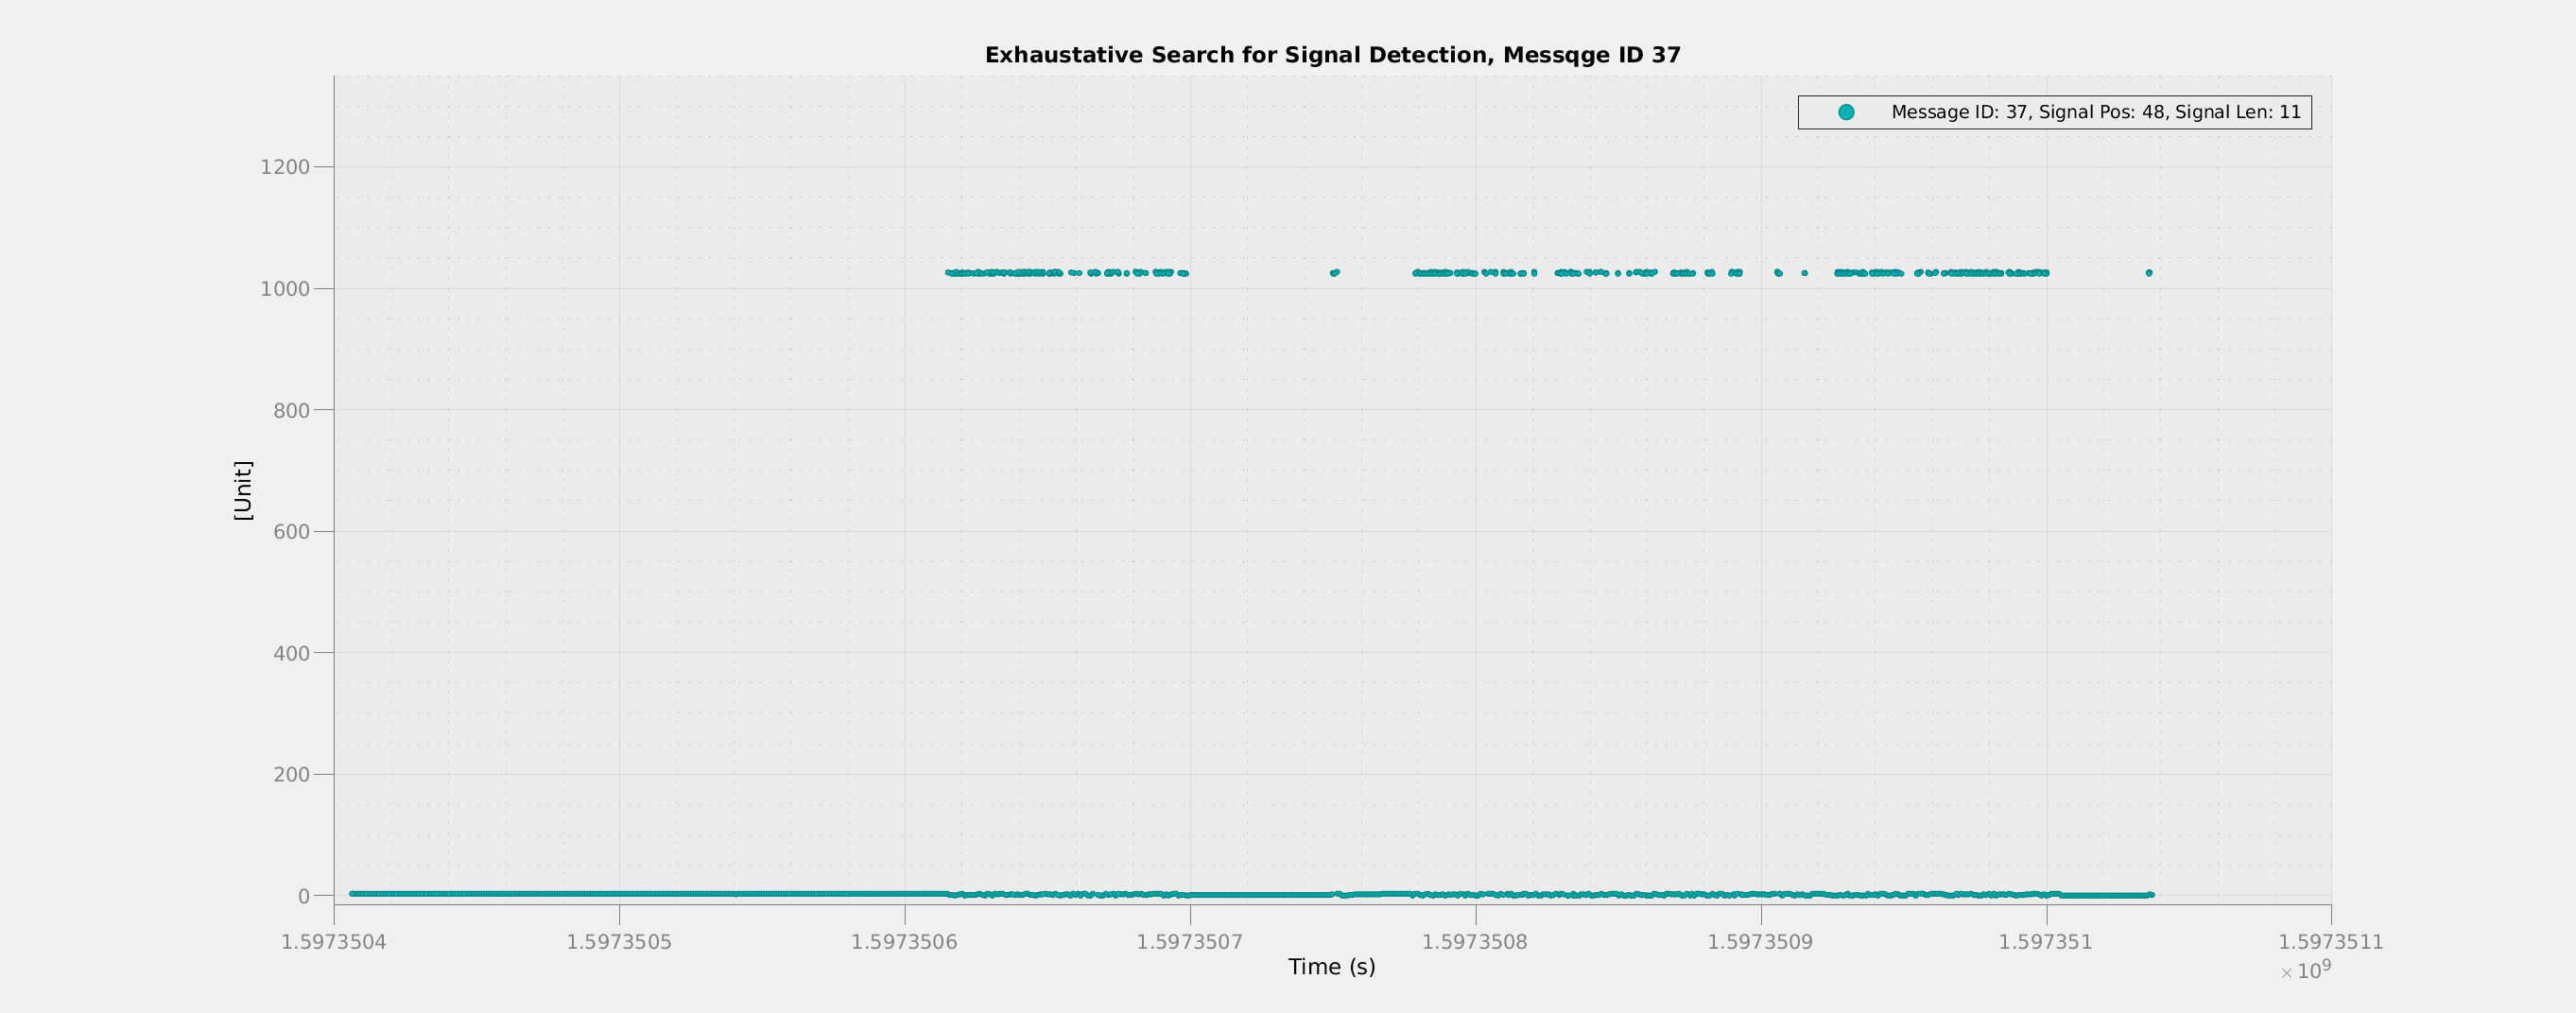 Exhaustative Search for Signal Detection, Messqge ID 37
Message ID: 37, Signal Pos: 48, Signal Len: 11
1200
1000
800
600
400
200
0
[Unit]
1.5973504 1.5973505 1.5973506 1.5973507 1.5973508 1.5973509 1.597351 1.5973511
Time (s)
× 10⁹